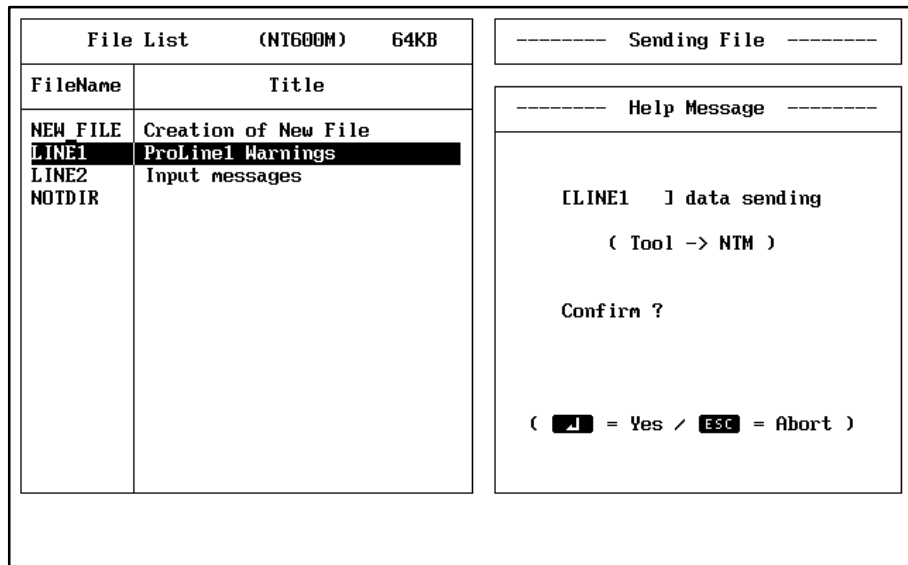 File List (NT600M) 64KB
FileName Title
NEW_FILE Creation of New File
LINE1 ProLine1 Warnings
LINE2 Input messages
NOTDIR
-------- Sending File --------
-------- Help Message --------
[LINE1 ] data sending
( Tool -> NTM )
Confirm ?
( ↵ = Yes / ESC = Abort )